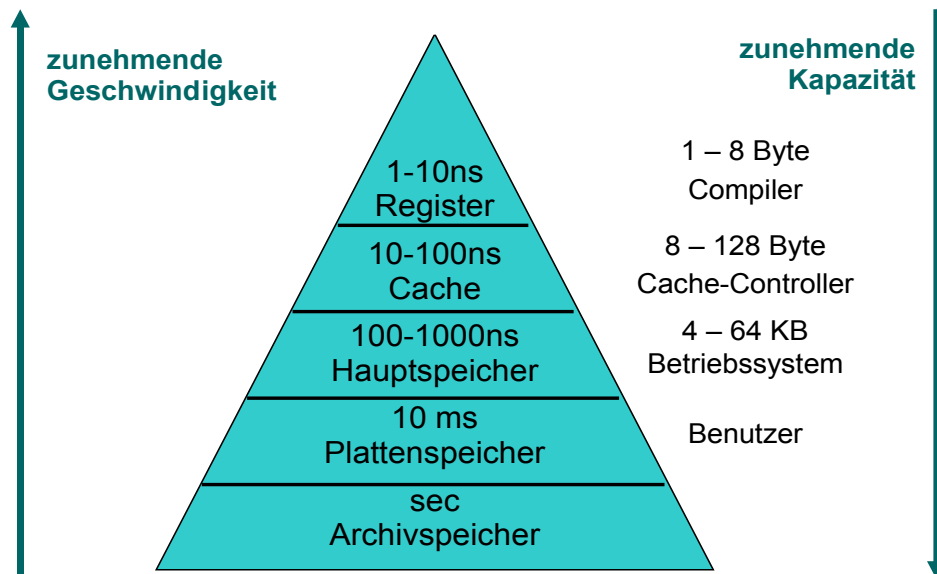 zunehmende
Geschwindigkeit
zunehmende
Kapazität
1-10ns
Register
1 – 8 Byte
Compiler
10-100ns
Cache
8 – 128 Byte
Cache-Controller
100-1000ns
Hauptspeicher
4 – 64 KB
Betriebssystem
10 ms
Plattenspeicher
Benutzer
sec
Archivspeicher